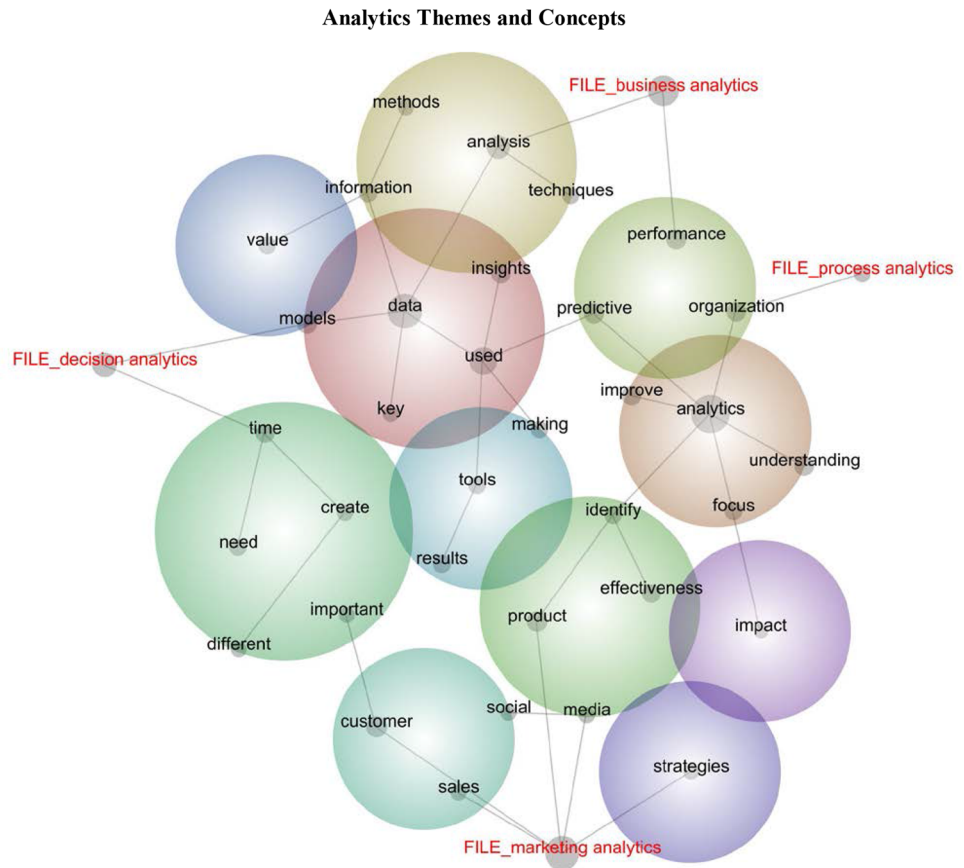 Analytics Themes and Concepts
FILE_business analytics
methods
analysis
information
techniques
value
performance
insights
FILE_process analytics
data
predictive
organization
models
used
FILE_decision analytics
improve
key
analytics
making
time
understanding
tools
create
identify
focus
need
results
effectiveness
important
product
impact
different
social
media
customer
strategies
sales
FILE_marketing analytics